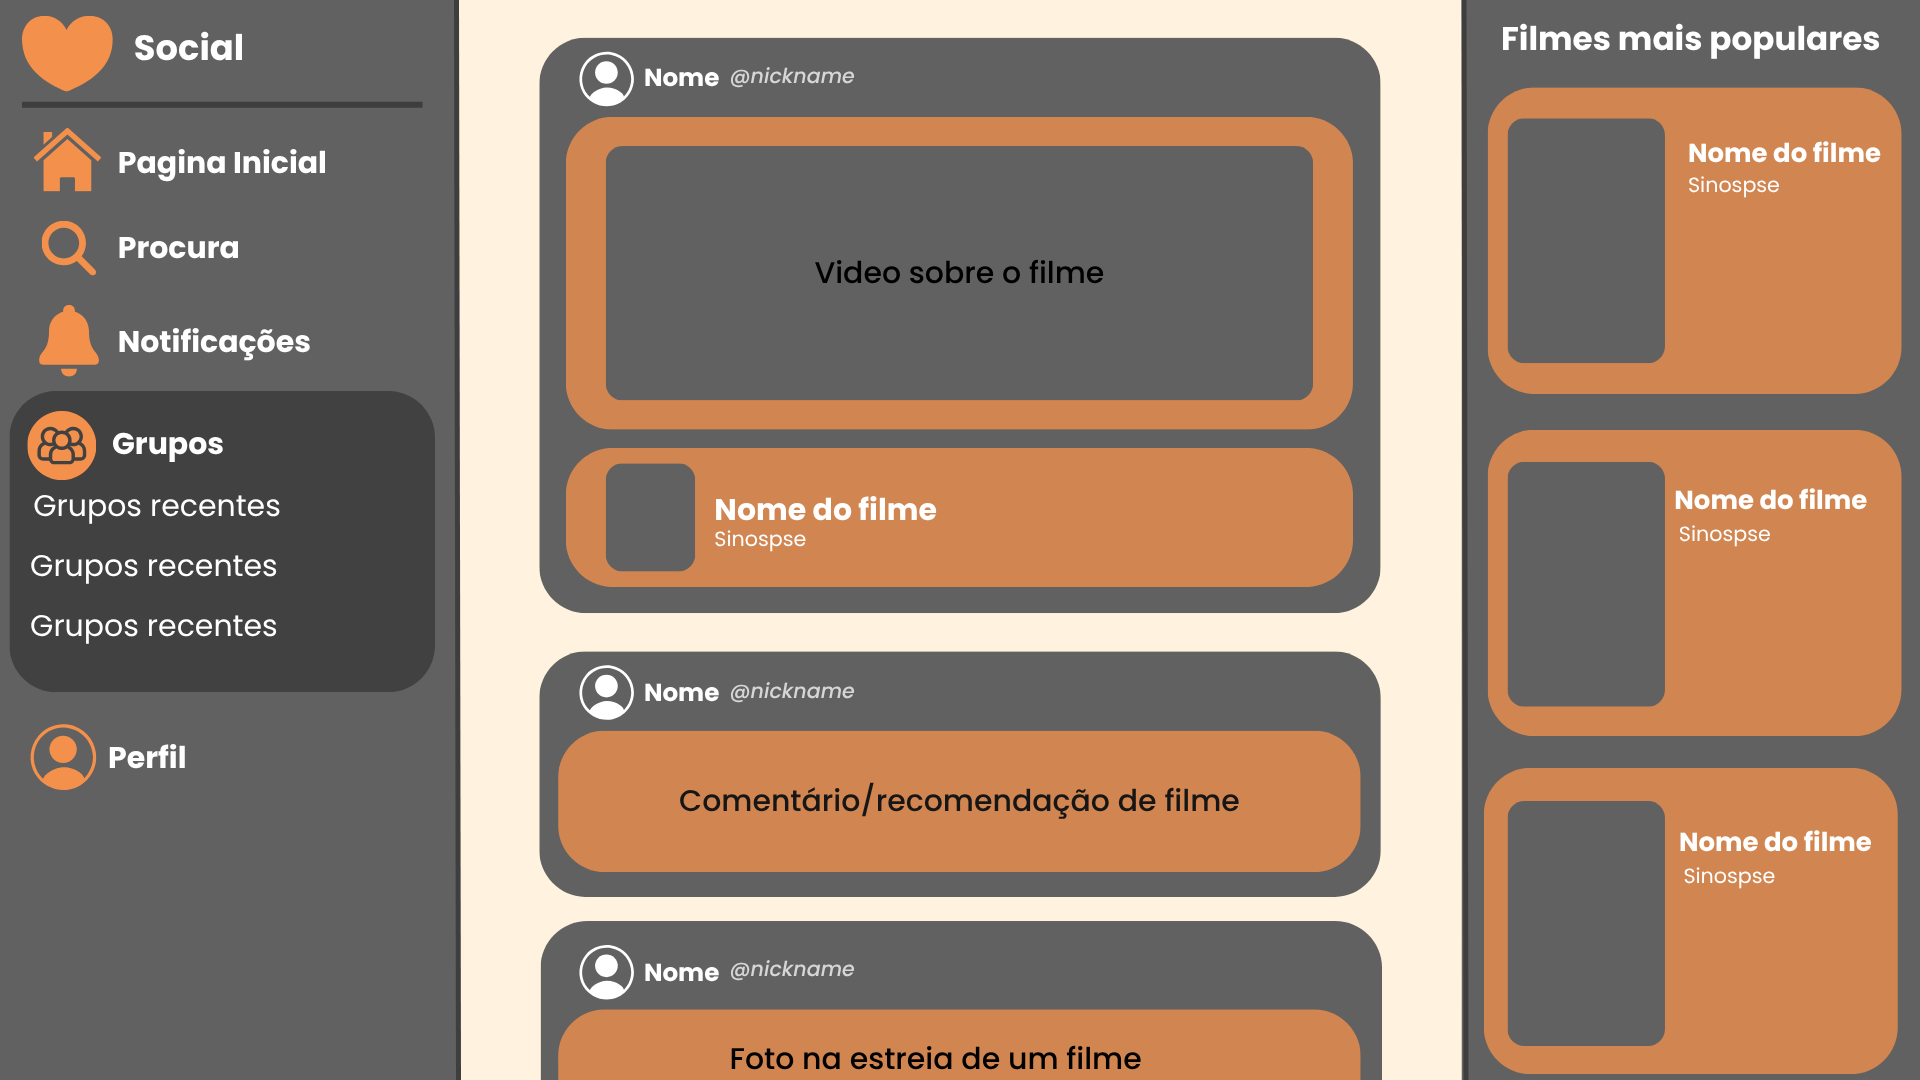 Social
Pagina Inicial
Procura
Notificações
Grupos
Grupos recentes
Grupos recentes
Grupos recentes
Perfil
Nome @nickname
Video sobre o filme
Nome do filme
Sinospse
Nome @nickname
Comentário/recomendação de filme
Nome @nickname
Foto na estreia de um filme
Filmes mais populares
Nome do filme
Sinospse
Nome do filme
Sinospse
Nome do filme
Sinospse